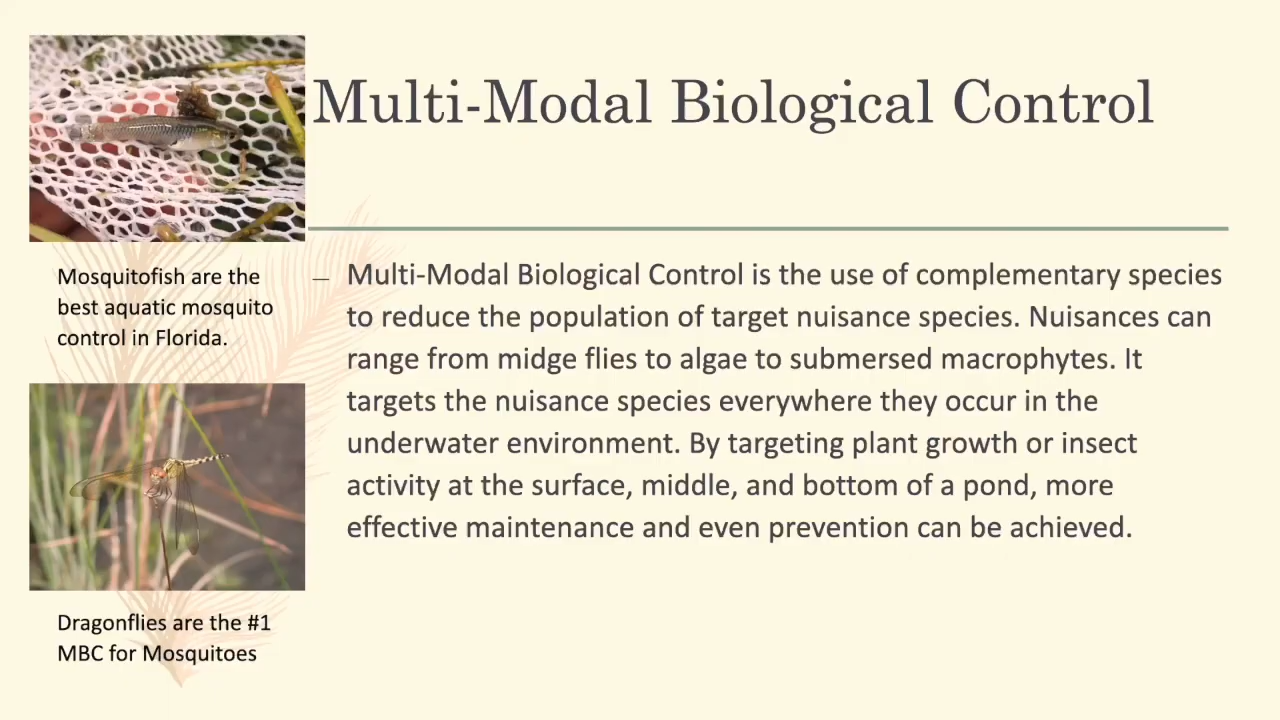 Multi-Modal Biological Control
Mosquitofish are the
best aquatic mosquito
control in Florida.
Dragonflies are the #1
MBC for Mosquitoes
– Multi-Modal Biological Control is the use of complementary species
to reduce the population of target nuisance species. Nuisances can
range from midge flies to algae to submersed macrophytes. It
targets the nuisance species everywhere they occur in the
underwater environment. By targeting plant growth or insect
activity at the surface, middle, and bottom of a pond, more
effective maintenance and even prevention can be achieved.